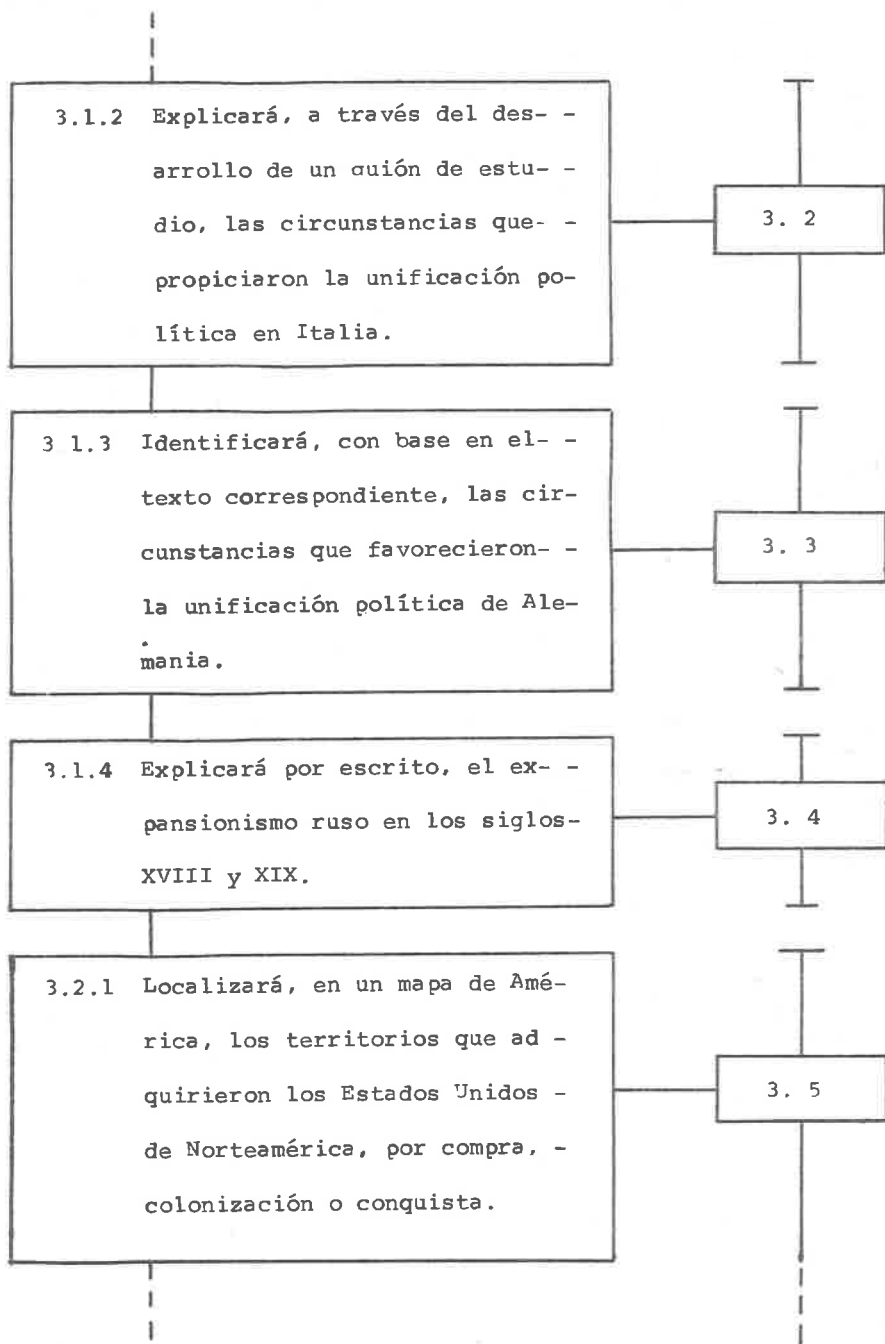 3.1.2 Explicará, a través del des- -
arrollo de un guión de estu- -
dio, las circunstancias que- -
propiciaron la unificación po-
lítica en Italia.
3. 2
3 1.3 Identificará, con base en el- -
texto correspondiente, las cir-
cunstancias que favorecieron- -
la unificación política de Ale-
mania.
3. 3
3.1.4 Explicará por escrito, el ex- -
pansionismo ruso en los siglos-
XVIII y XIX.
3. 4
3.2.1 Localizará, en un mapa de Amé-
rica, los territorios que ad -
quirieron los Estados Unidos -
de Norteamérica, por compra, -
colonización o conquista.
3. 5